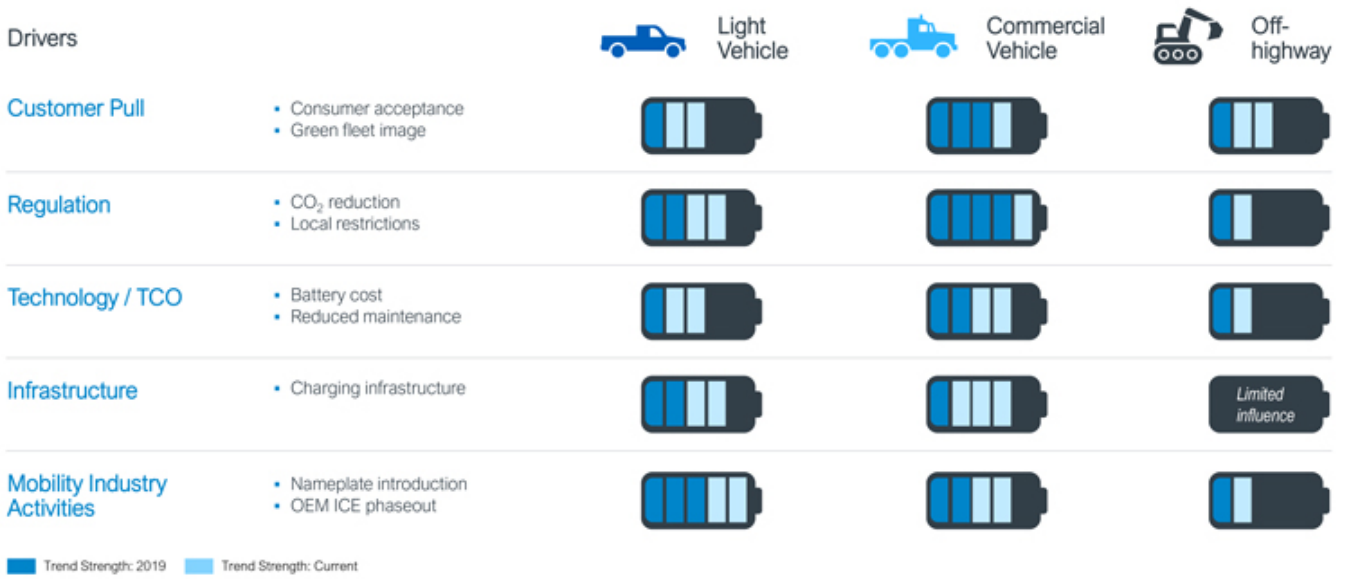 Drivers
Light
Vehicle
Commercial
Vehicle
Off-
highway
Customer Pull
▪ Consumer acceptance
▪ Green fleet image
Regulation
▪ CO₂ reduction
▪ Local restrictions
Technology / TCO
▪ Battery cost
▪ Reduced maintenance
Infrastructure
▪ Charging infrastructure
Limited
influence
Mobility Industry
Activities
▪ Nameplate introduction
▪ OEM ICE phaseout
Trend Strength: 2019
Trend Strength: Current